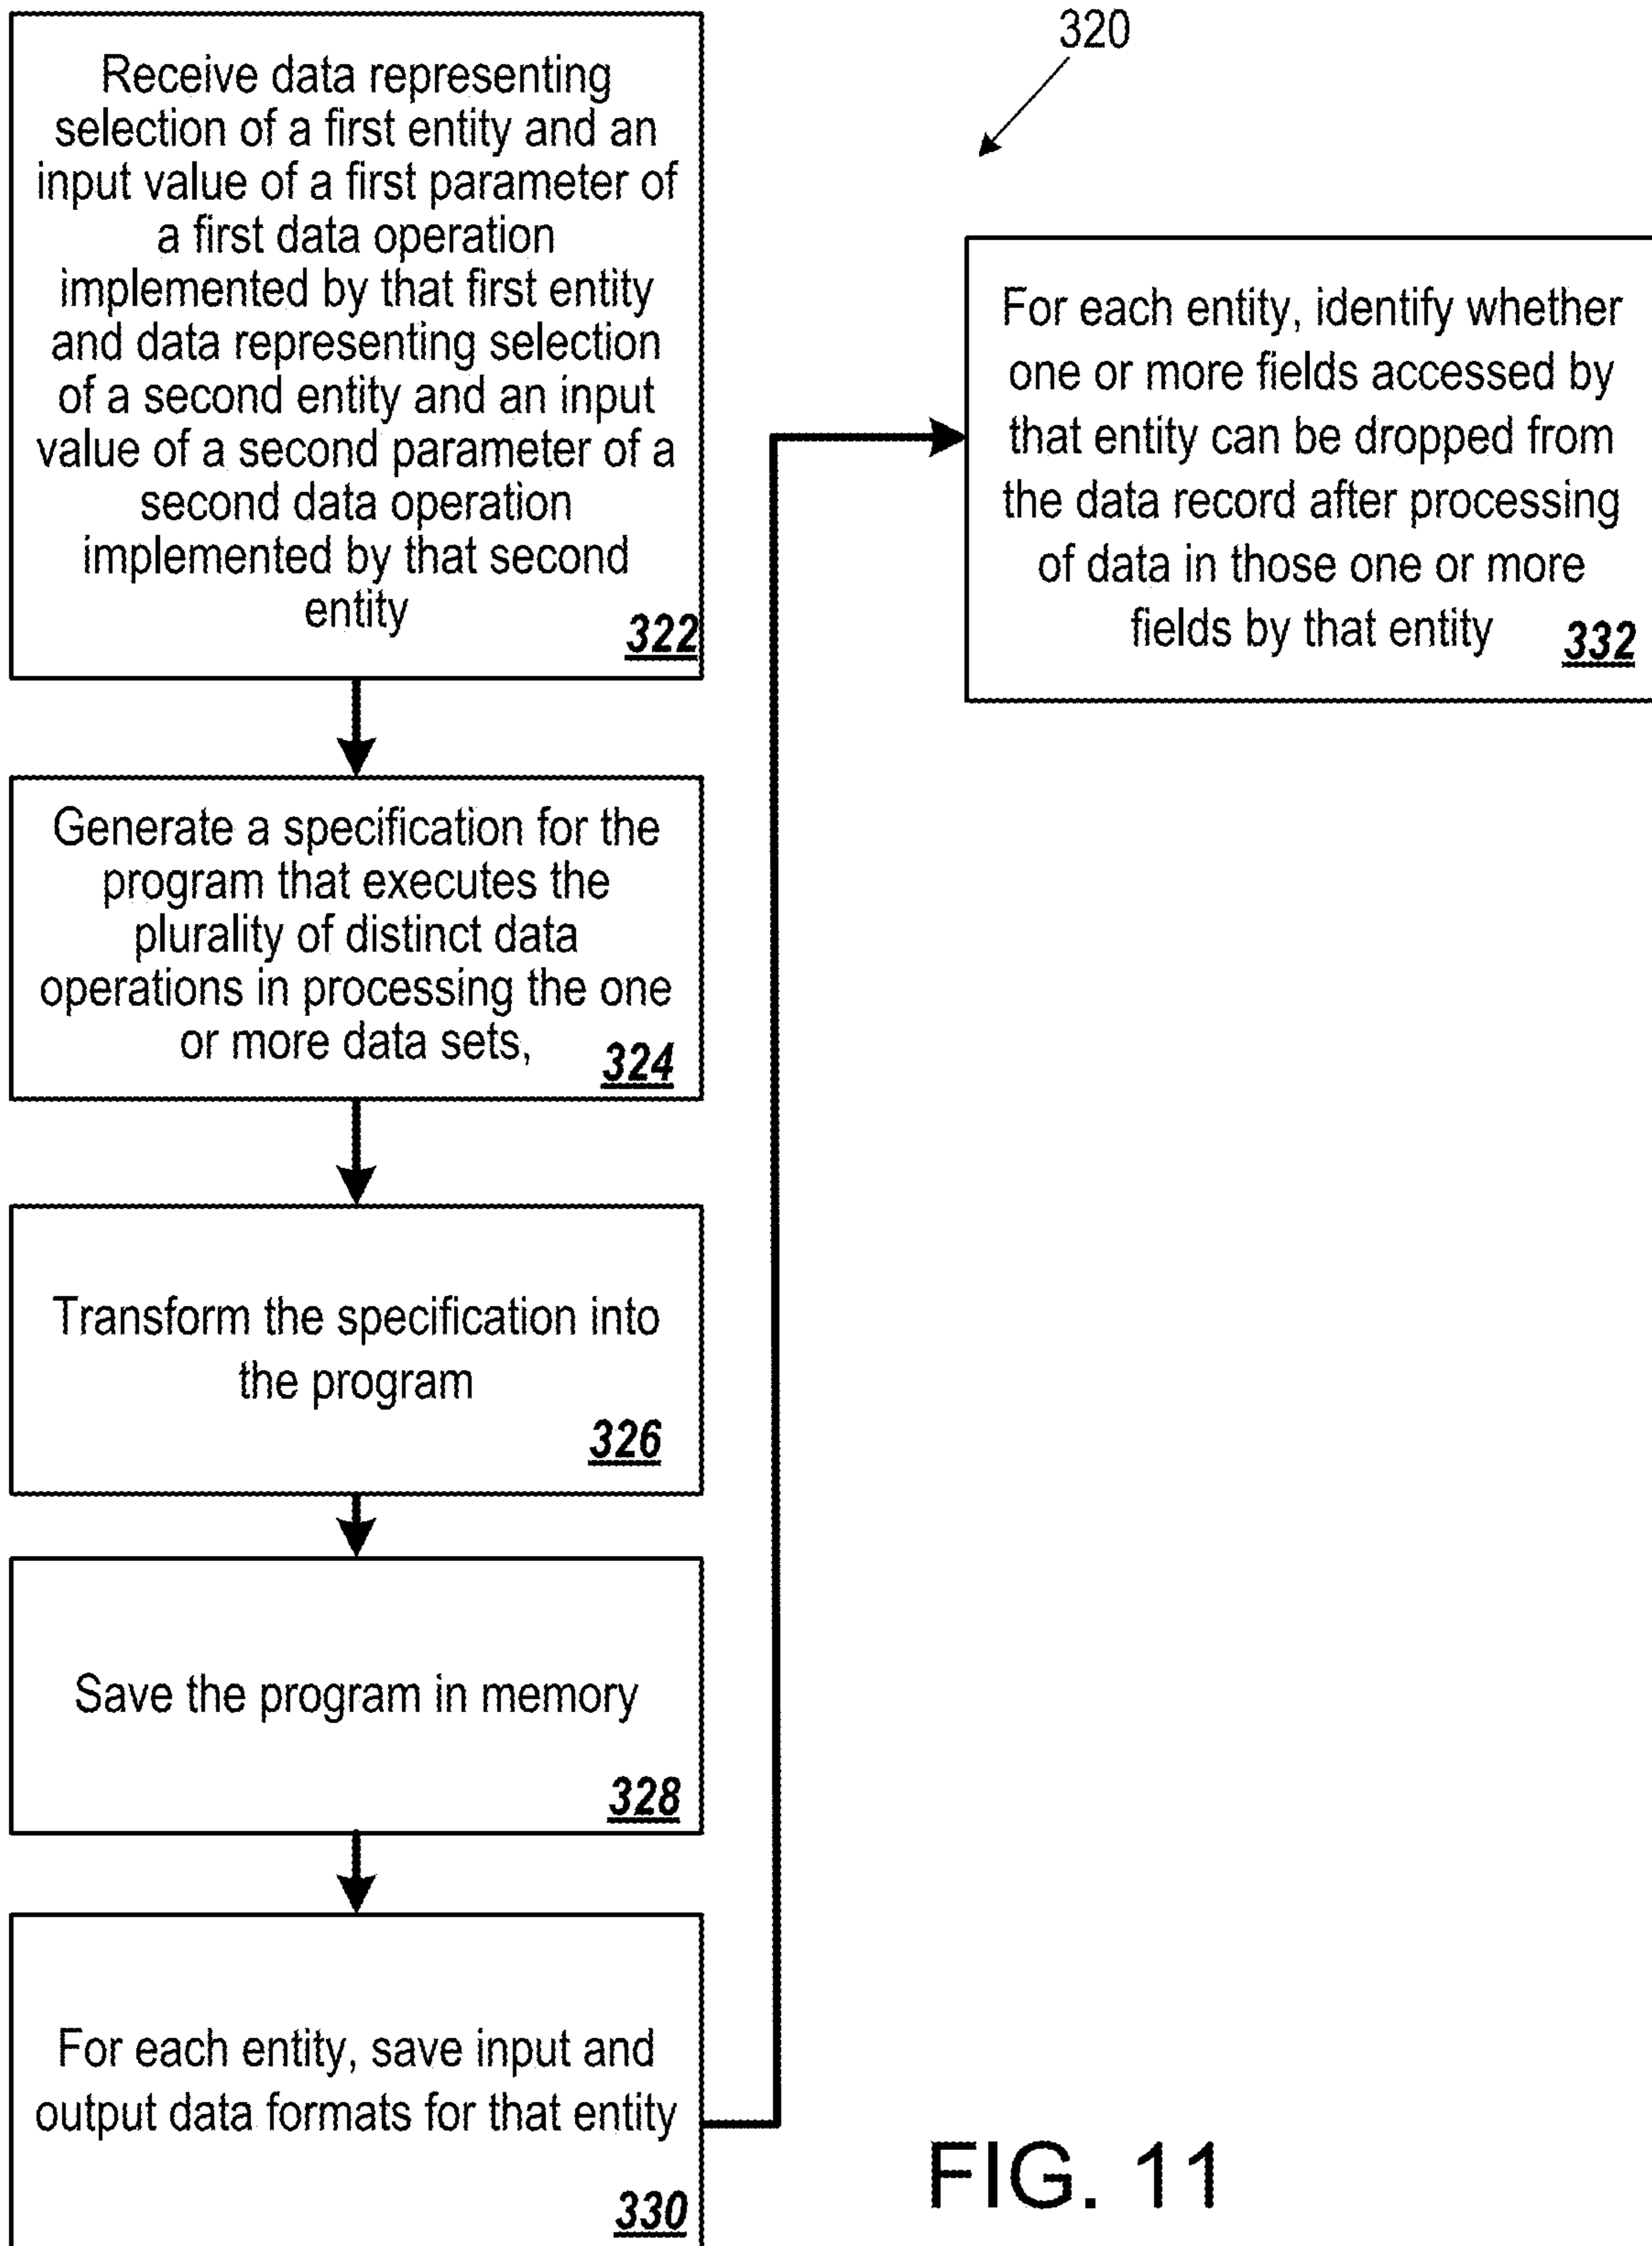 Receive data representing
selection of a first entity and an
input value of a first parameter of
a first data operation
implemented by that first entity
and data representing selection
of a second entity and an input
value of a second parameter of a
second data operation
implemented by that second
entity
322
Generate a specification for the
program that executes the
plurality of distinct data
operations in processing the one
or more data sets,
324
Transform the specification into
the program
326
Save the program in memory
328
For each entity, save input and
output data formats for that entity
330
320
For each entity, identify whether
one or more fields accessed by
that entity can be dropped from
the data record after processing
of data in those one or more
fields by that entity
332
FIG. 11